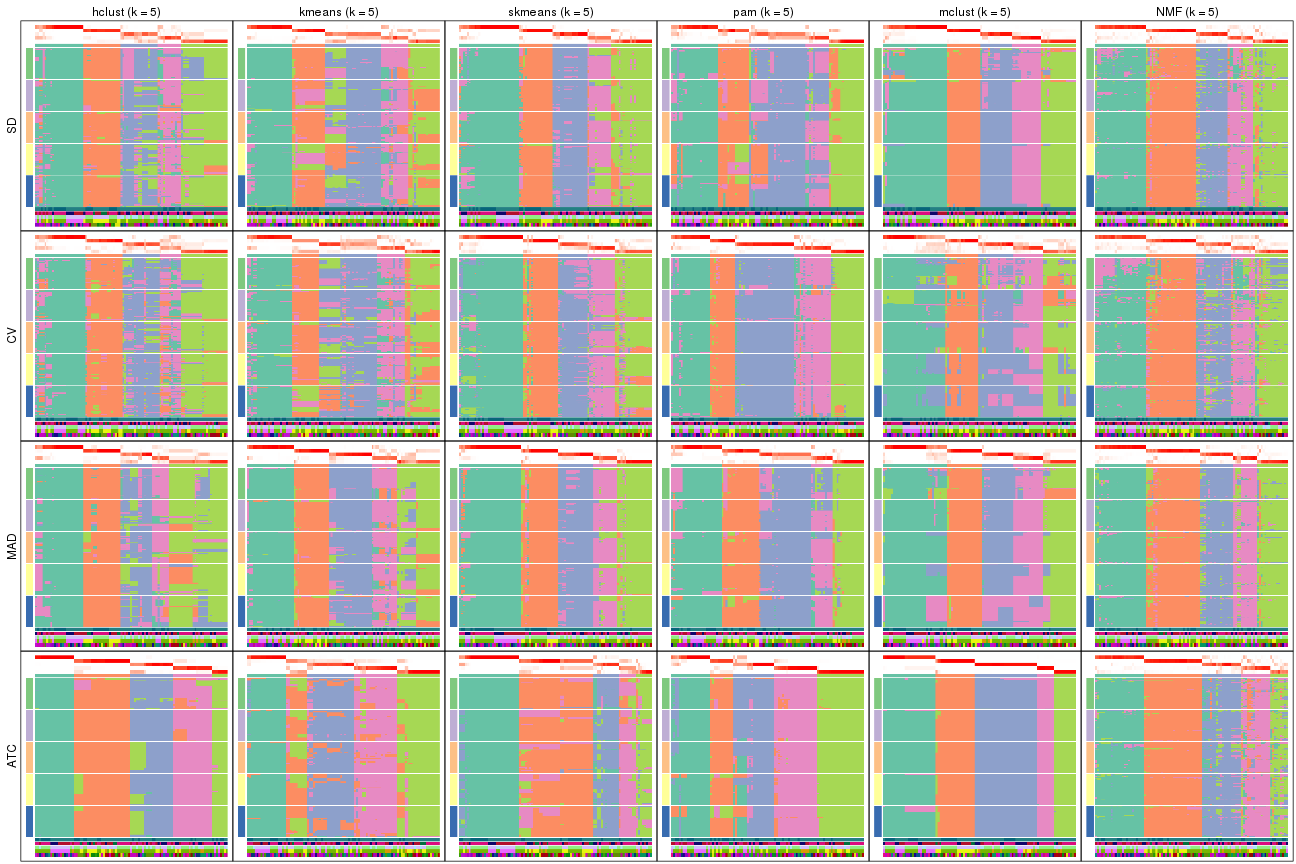 hclust (k = 5) kmeans (k = 5) skmeans (k = 5) pam (k = 5) mclust (k = 5) NMF (k = 5)
SD
CV
MAD
ATC